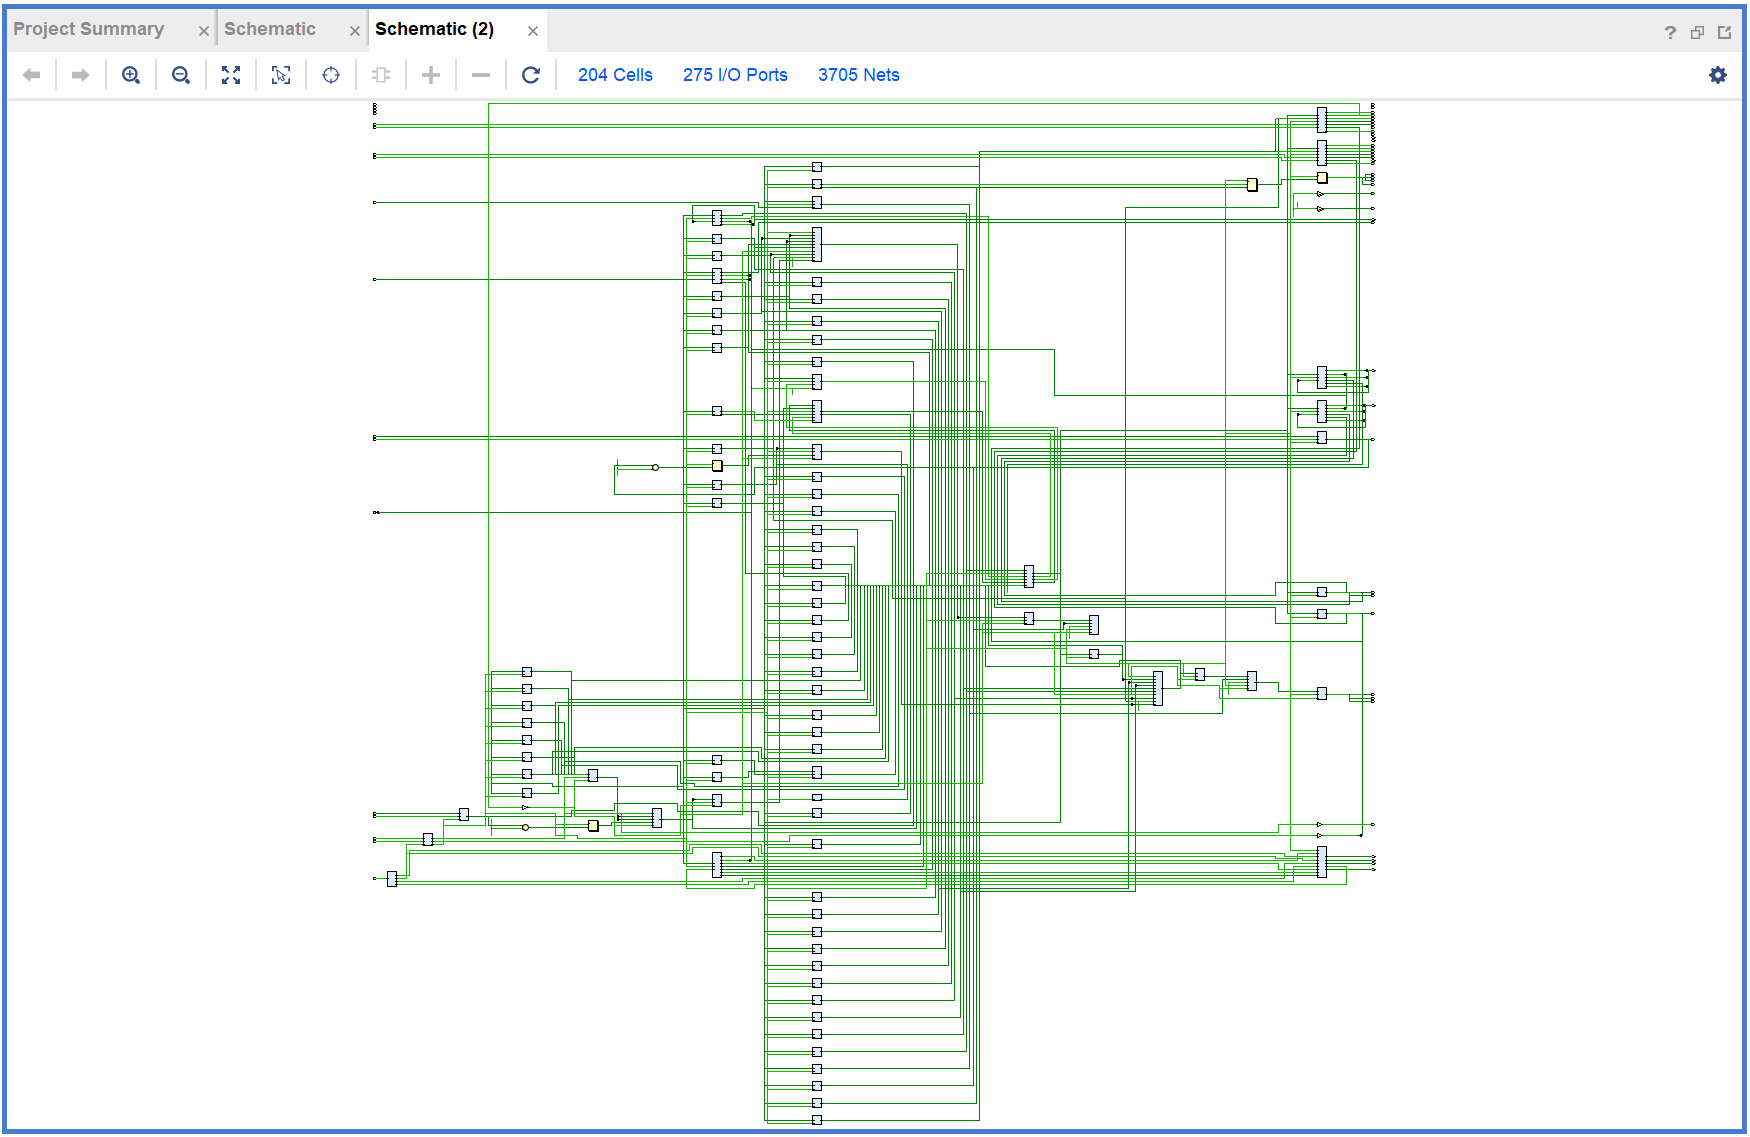 Project Summary × Schematic × Schematic (2) ×
204 Cells 275 I/O Ports 3705 Nets